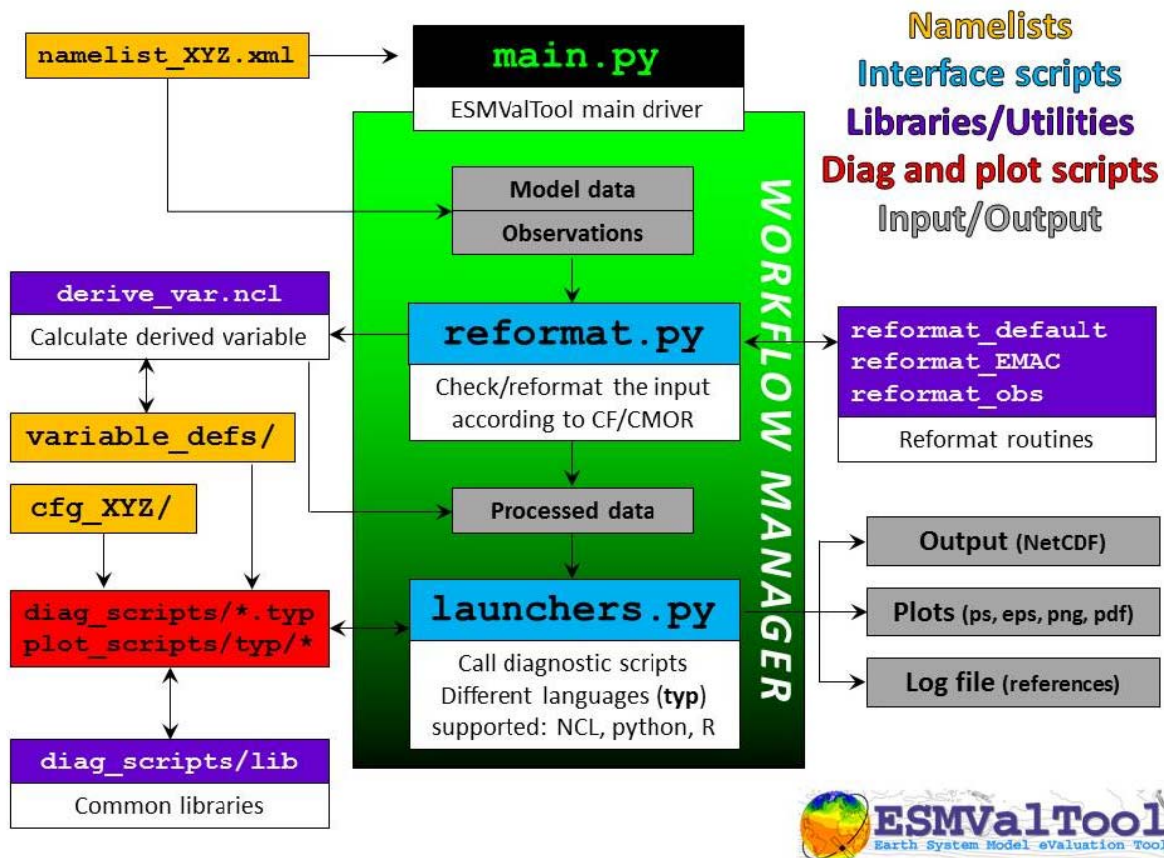 namelist_XYZ.xml
main.py
ESMValTool main driver
Namelists
Interface scripts
Libraries/Utilities
Diag and plot scripts
Input/Output
Model data
Observations
WORKFLOW MANAGER
derive_var.ncl
Calculate derived variable
reformat.py
Check/reformat the input
according to CF/CMOR
reformat_default
reformat_EMAC
reformat_obs
Reformat routines
variable_defs/
cfg_XYZ/
Processed data
Output (NetCDF)
Plots (ps, eps, png, pdf)
Log file (references)
diag_scripts/*.typ
plot_scripts/typ/*
launchers.py
Call diagnostic scripts
Different languages (typ)
supported: NCL, python, R
diag_scripts/lib
Common libraries
ESMValTool
Earth System Model eValuation Tool